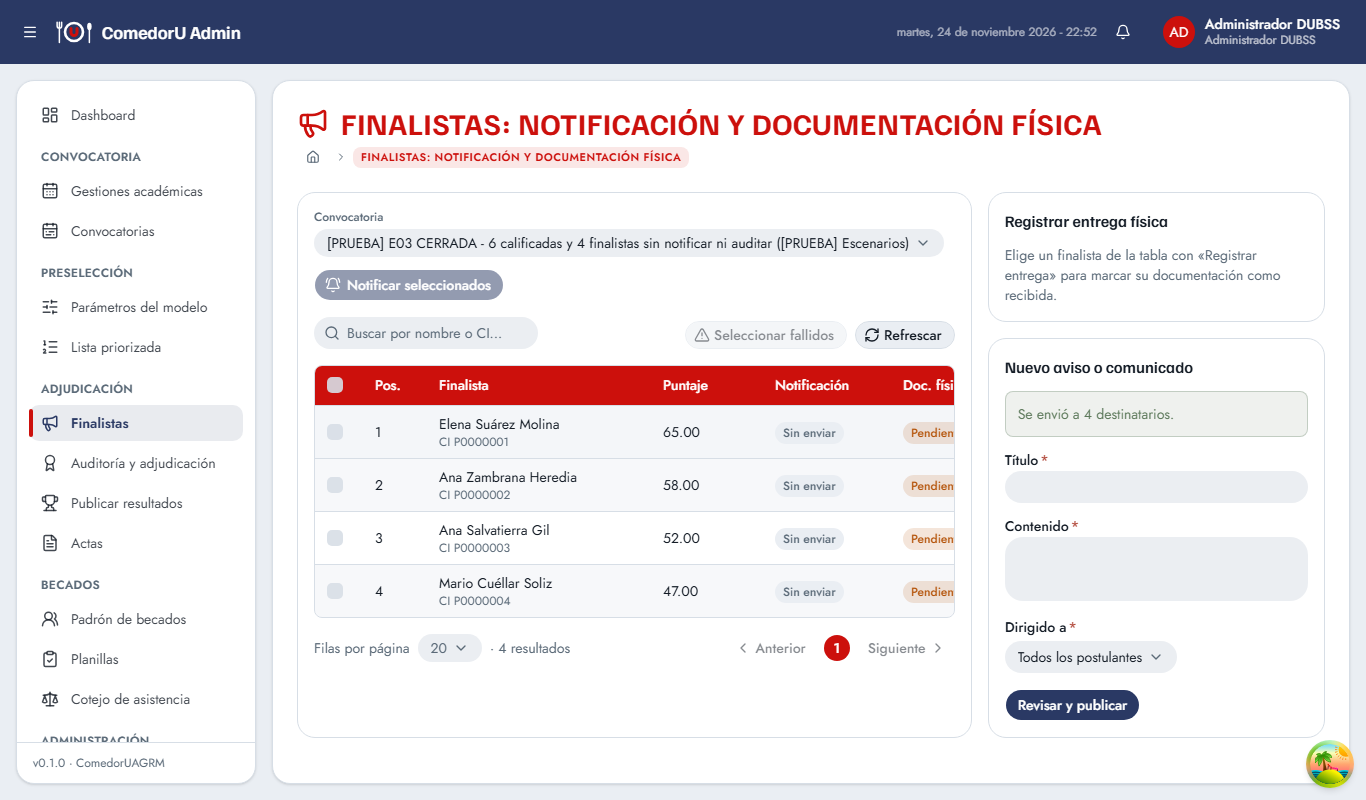 ComedorU Admin
martes, 24 de noviembre 2026 - 22:52
AD
Administrador DUBSS
Administrador DUBSS
Dashboard
CONVOCATORIA
Gestiones académicas
Convocatorias
PRESELECCIÓN
Parámetros del modelo
Lista priorizada
ADJUDICACIÓN
Finalistas
Auditoría y adjudicación
Publicar resultados
Actas
BECADOS
Padrón de becados
Planillas
Cotejo de asistencia
ADMINISTRACIÓN
v0.1.0 · ComedorUAGRM
FINALISTAS: NOTIFICACIÓN Y DOCUMENTACIÓN FÍSICA
FINALISTAS: NOTIFICACIÓN Y DOCUMENTACIÓN FÍSICA
Convocatoria
[PRUEBA] E03 CERRADA - 6 calificadas y 4 finalistas sin notificar ni auditar ([PRUEBA] Escenarios)
Notificar seleccionados
Buscar por nombre o CI...
Seleccionar fallidos
Refrescar
Pos. Finalista Puntaje Notificación Doc. físi
1 Elena Suárez Molina 65.00 Sin enviar Pendien
CI P0000001
2 Ana Zambrana Heredia 58.00 Sin enviar Pendien
CI P0000002
3 Ana Salvatierra Gil 52.00 Sin enviar Pendien
CI P0000003
4 Mario Cuéllar Soliz 47.00 Sin enviar Pendien
CI P0000004
Filas por página 20 · 4 resultados Anterior 1 Siguiente
Registrar entrega física
Elige un finalista de la tabla con «Registrar
entrega» para marcar su documentación como
recibida.
Nuevo aviso o comunicado
Se envió a 4 destinatarios.
Título *
Contenido *
Dirigido a *
Todos los postulantes
Revisar y publicar